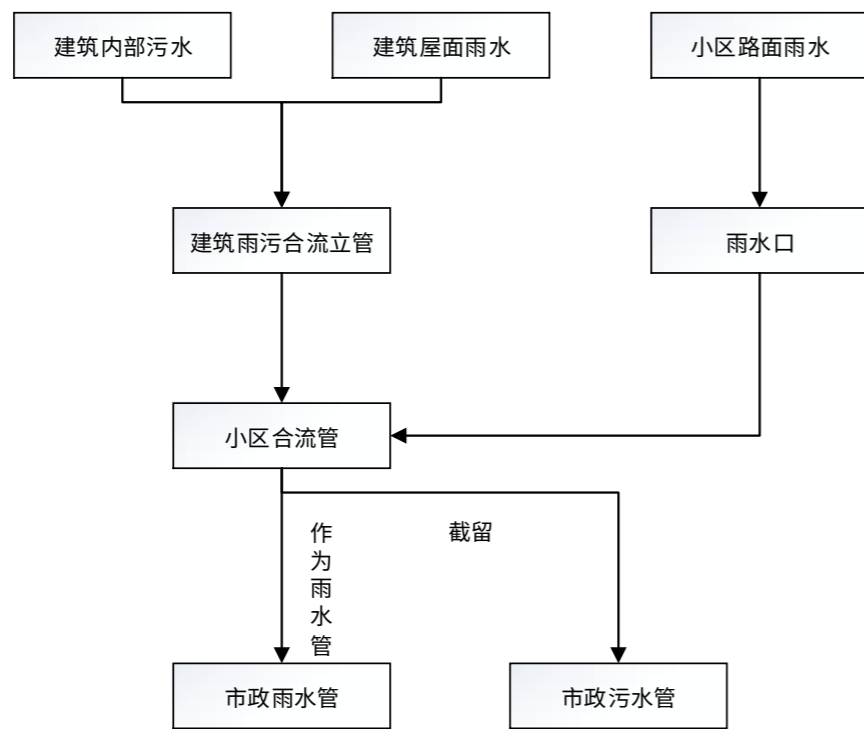 建筑内部污水
建筑屋面雨水
小区路面雨水
建筑雨污合流立管
雨水口
小区合流管
作为雨水管
截留
市政雨水管
市政污水管